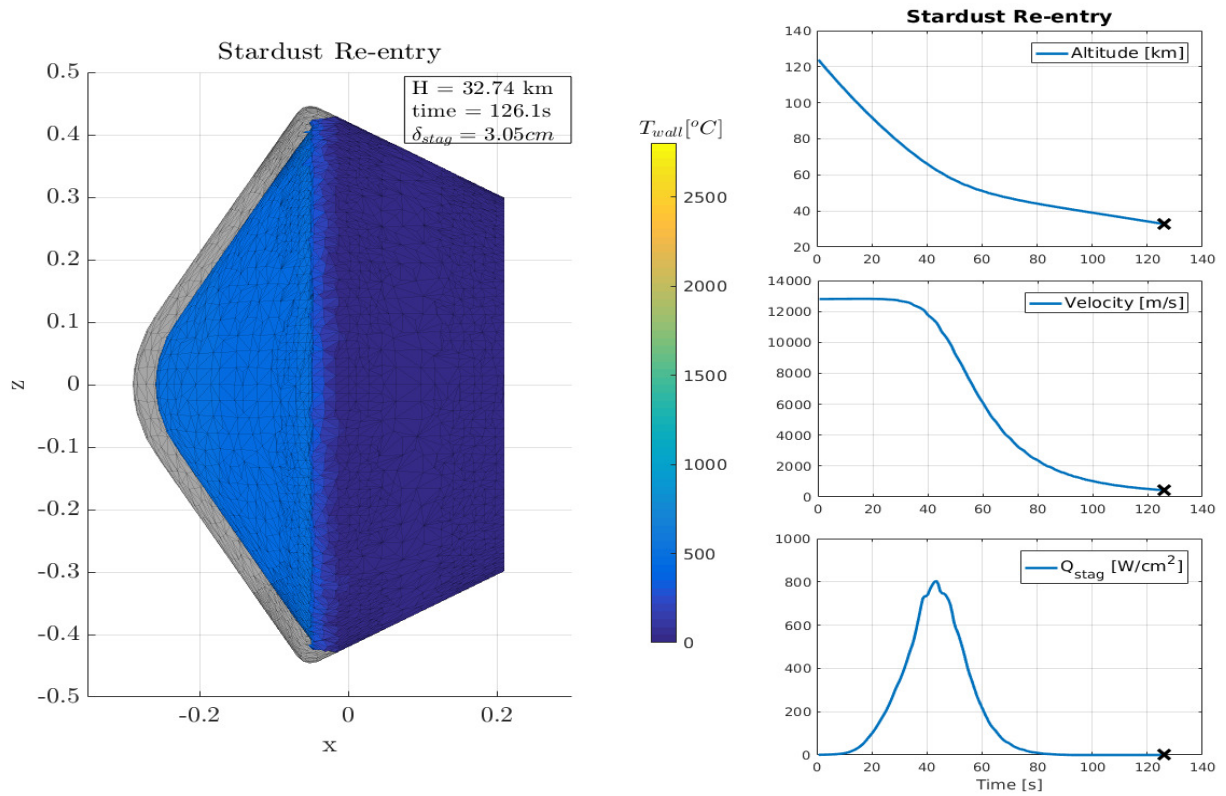 Stardust Re-entry
H = 32.74 km
time = 126.1s
δstag = 3.05cm
0.5
0.4
0.3
0.2
0.1
0
-0.1
-0.2
-0.3
-0.4
-0.5
z
-0.2 0 0.2
x
Twall[°C]
2500
2000
1500
1000
500
0
Stardust Re-entry
Altitude [km]
140
120
100
80
60
40
20
0 20 40 60 80 100 120 140
Velocity [m/s]
14000
12000
10000
8000
6000
4000
2000
0
0 20 40 60 80 100 120 140
Qstag [W/cm²]
1000
800
600
400
200
0
0 20 40 60 80 100 120 140
Time [s]